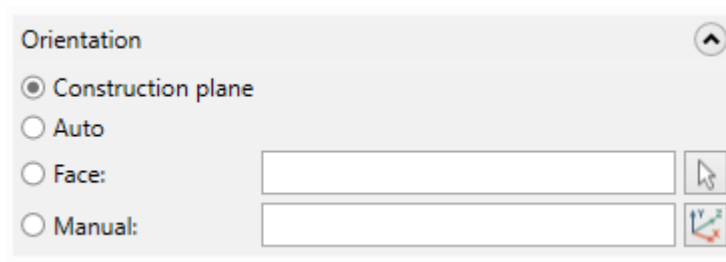 Orientation
Construction plane
Auto
Face:
Manual: